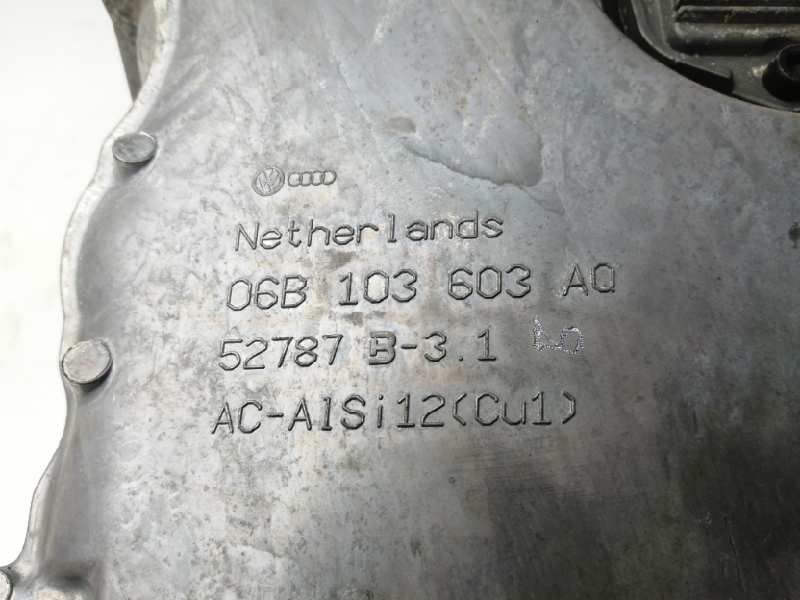 Netherlands
06B 103 603 AQ
52787 B-3.1
AC-AlSi12(Cu1)